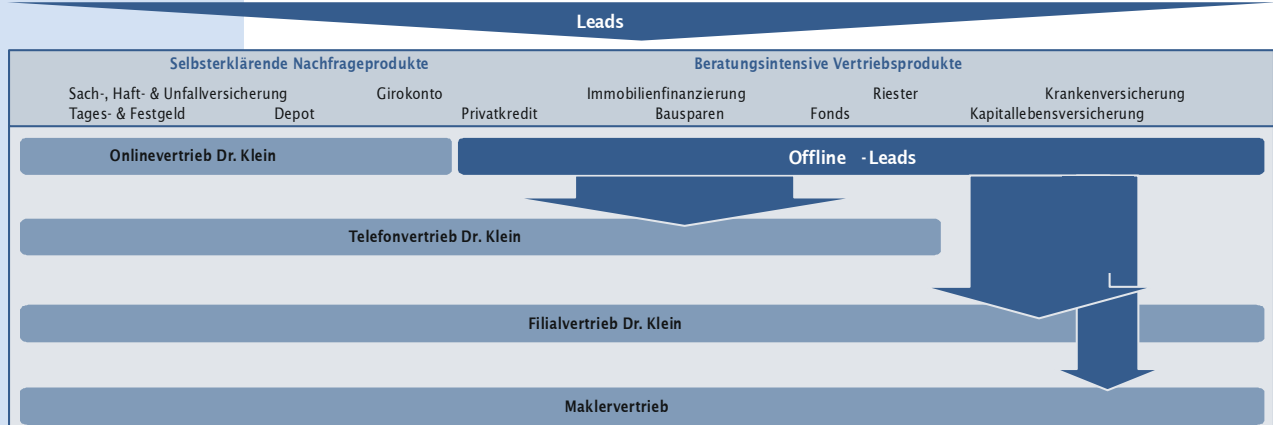 Leads
Selbsterklärende Nachfrageprodukte
Beratungsintensive Vertriebsprodukte
Sach-, Haft- & Unfallversicherung Girokonto Immobilienfinanzierung Riester Krankenversicherung
Tages- & Festgeld Depot Privatkredit Bausparen Fonds Kapitallebensversicherung
Onlinevertrieb Dr. Klein
Offline -Leads
Telefonvertrieb Dr. Klein
Filialvertrieb Dr. Klein
Maklervertrieb